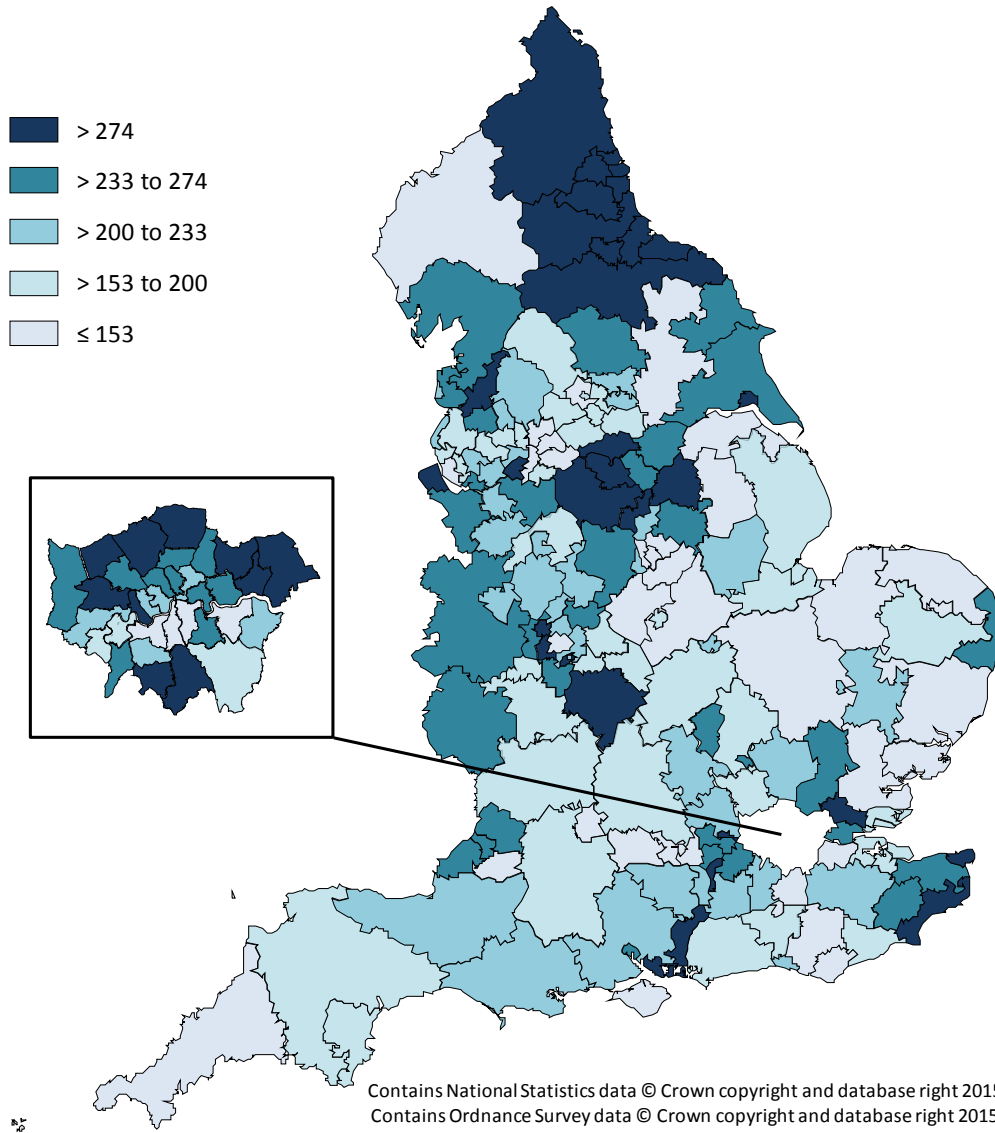 > 274
> 233 to 274
> 200 to 233
> 153 to 200
≤ 153
Contains National Statistics data © Crown copyright and database right 2015
Contains Ordnance Survey data © Crown copyright and database right 2015